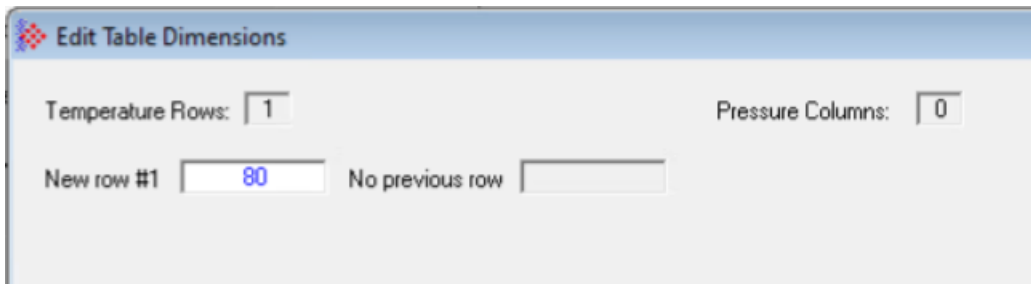 Edit Table Dimensions
Temperature Rows: 1 Pressure Columns: 0
New row #1 80 No previous row